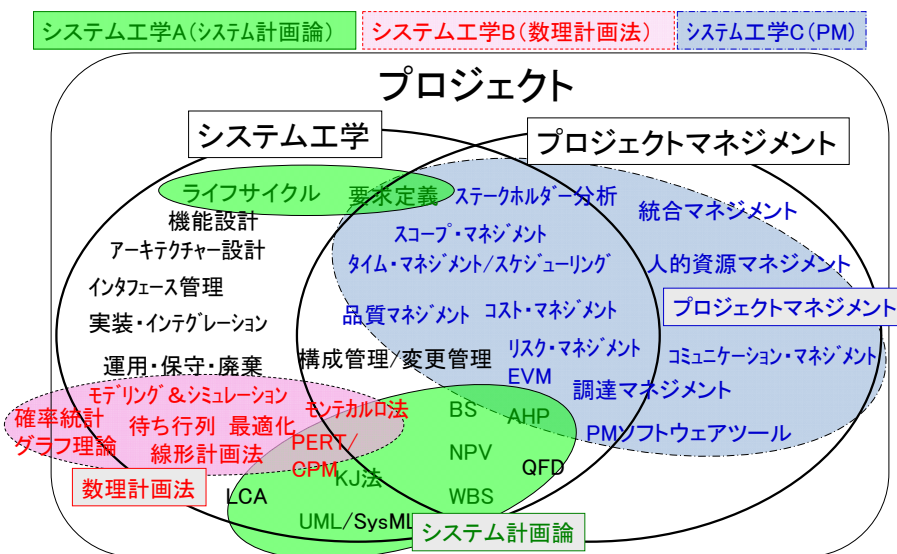 システム工学A(システム計画論)
システム工学B(数理計画法)
システム工学C(PM)
プロジェクト
システム工学
プロジェクトマネジメント
ライフサイクル
要求定義
ステークホルダー分析
統合マネジメント
機能設計
スコープ・マネジメント
アーキテクチャー設計
タイム・マネジメント/スケジューリング
人的資源マネジメント
インタフェース管理
品質マネジメント
コスト・マネジメント
プロジェクトマネジメント
実装・インテグレーション
構成管理/変更管理
リスク・マネジメント
コミュニケーション・マネジメント
運用・保守・廃棄
EVM
調達マネジメント
モデリング&シミュレーション
確率統計
モンテカルロ法
BS
AHP
待ち行列 最適化
グラフ理論
PERT/
CPM
PMソフトウェアツール
線形計画法
NPV
QFD
KJ法
数理計画法
LCA
WBS
UML/SysML
システム計画論